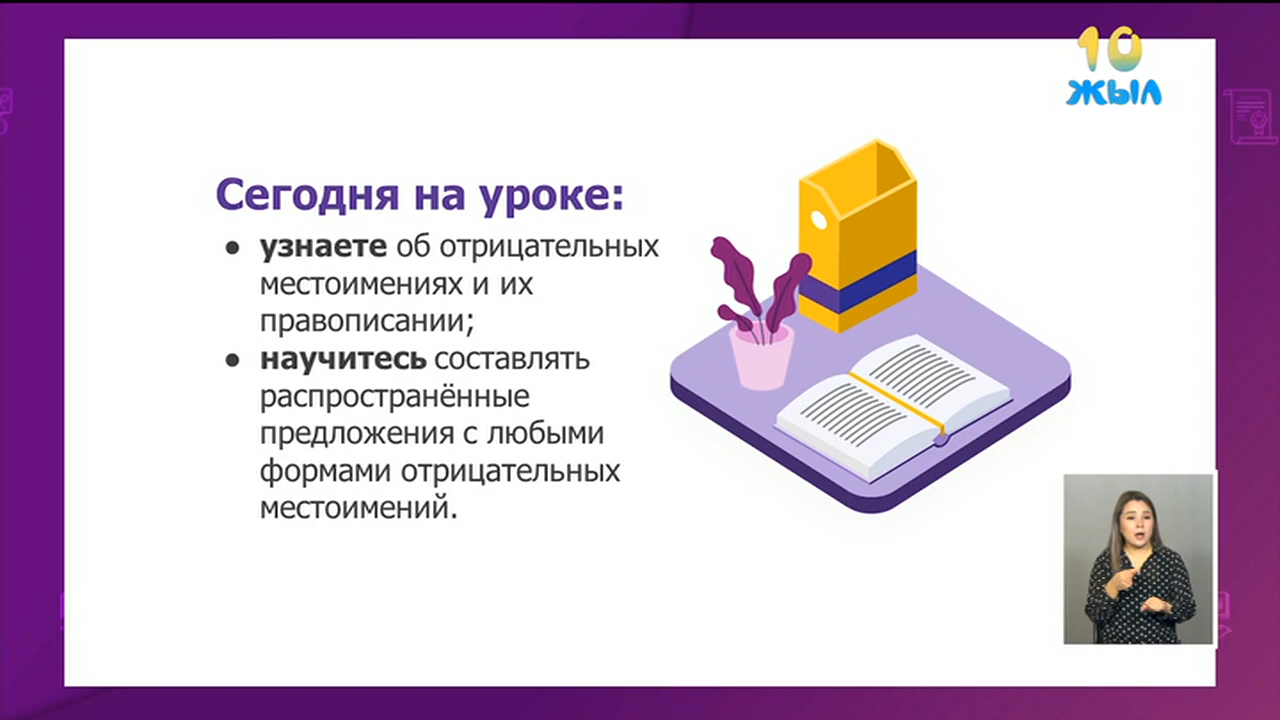 10
ЖЫЛ
Сегодня на уроке:
● узнаете об отрицательных
местоимениях и их
правописании;
● научитесь составлять
распространённые
предложения с любыми
формами отрицательных
местоимений.